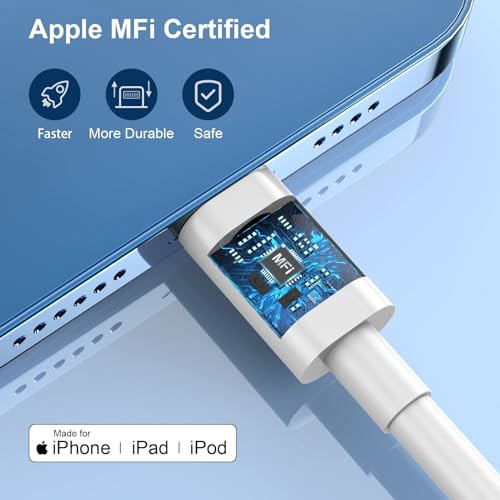 Apple MFi Certified
Faster
More Durable
Safe
MFi
Made for
iPhone | iPad | iPod